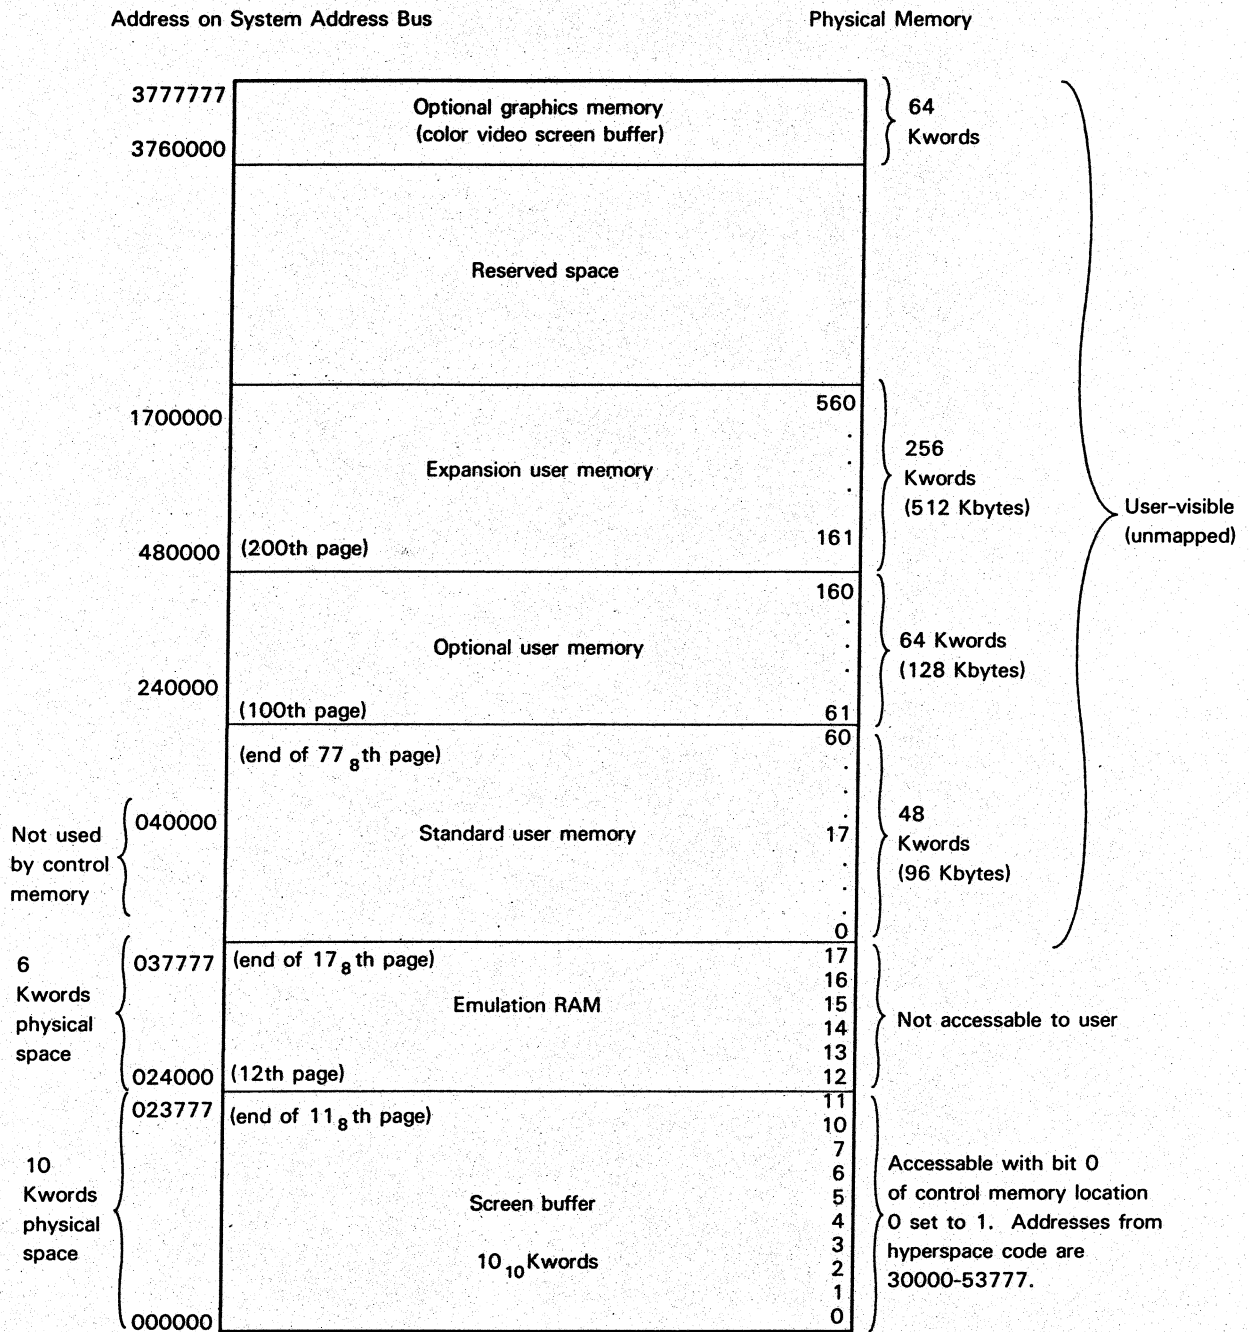 Address on System Address Bus
Physical Memory
3777777
3760000
Optional graphics memory
(color video screen buffer)
64
Kwords
Reserved space
1700000
480000
560
.
.
.
161
Expansion user memory
(200th page)
256
Kwords
(512 Kbytes)
User-visible
(unmapped)
240000
160
.
.
.
61
Optional user memory
(100th page)
64 Kwords
(128 Kbytes)
60
.
.
.
17
.
.
.
0
(end of 77 8th page)
Not used
by control
memory
040000
Standard user memory
48
Kwords
(96 Kbytes)
6
Kwords
physical
space
037777
(end of 17 8th page)
Emulation RAM
024000
(12th page)
17
16
15
14
13
12
Not accessable to user
10
Kwords
physical
space
023777
(end of 11 8th page)
Screen buffer
10 10 Kwords
000000
11
10
7
6
5
4
3
2
1
0
Accessable with bit 0
of control memory location
0 set to 1. Addresses from
hyperspace code are
30000-53777.